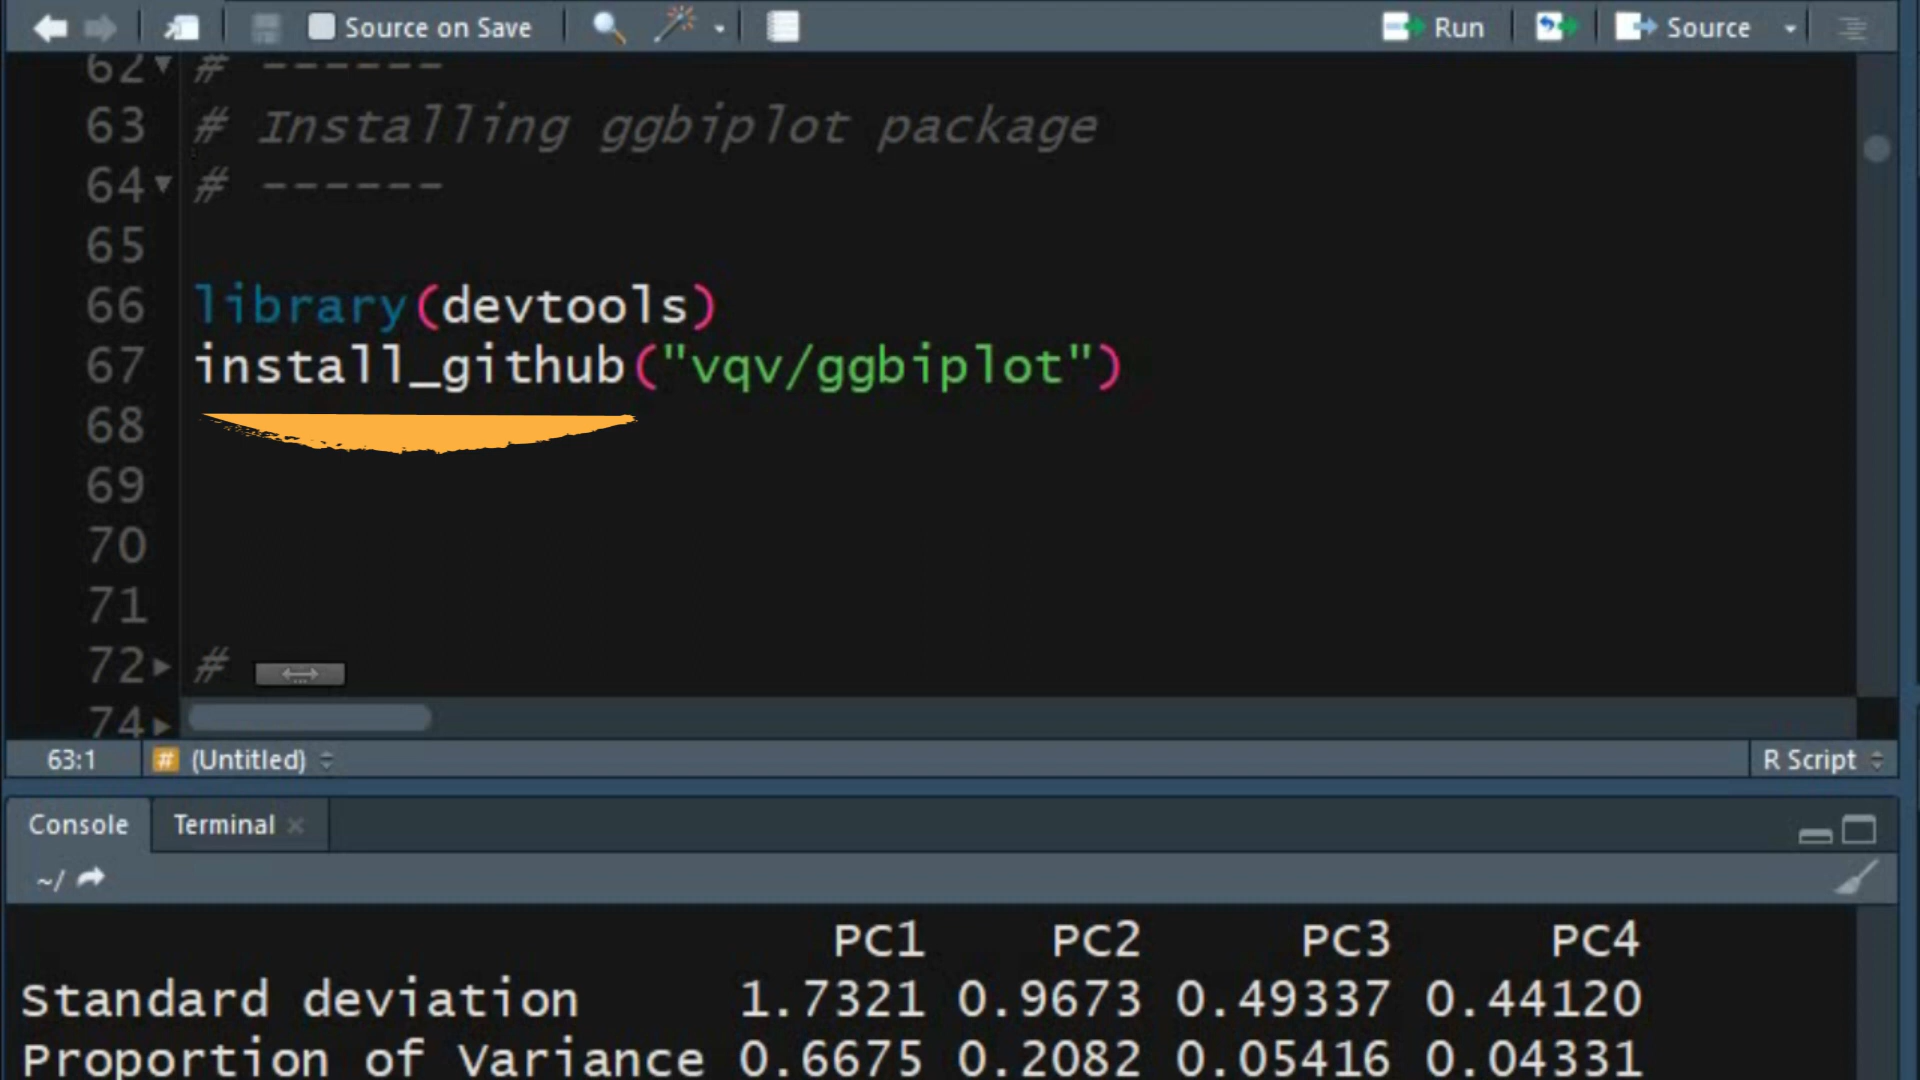 Source on Save Run Source
62 # ------
63 # Installing ggbiplot package
64 # ------
65
66 library(devtools)
67 install_github("vqv/ggbiplot")
68
69
70
71
72 #
74
63:1 # (Untitled) R Script
Console Terminal
~/
PC1 PC2 PC3 PC4
Standard deviation 1.7321 0.9673 0.49337 0.44120
Proportion of Variance 0.6675 0.2082 0.05416 0.04331